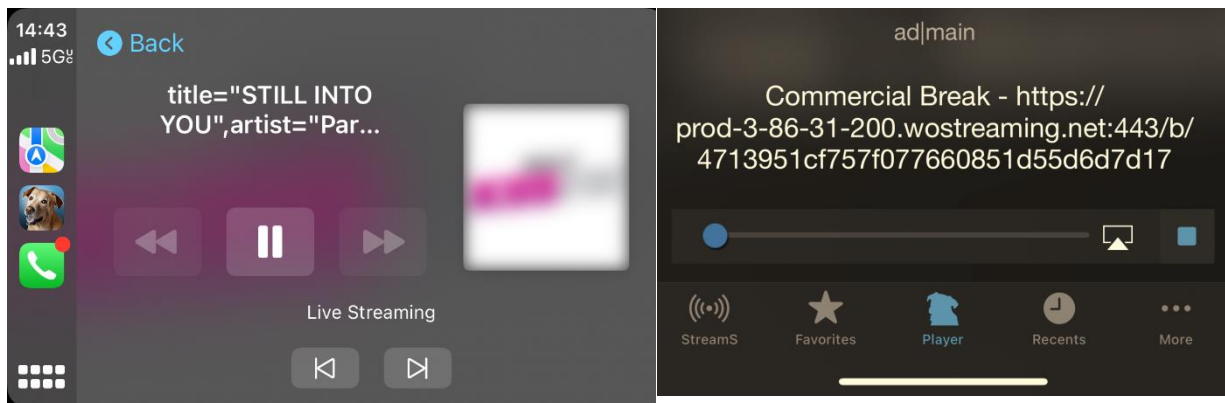 14:43
5G
Back
title="STILL INTO
YOU",artist="Par...
Live Streaming
ad|main
Commercial Break - https://
prod-3-86-31-200.wostreaming.net:443/b/
4713951cf757f077660851d55d6d7d17
StreamS
Favorites
Player
Recents
More